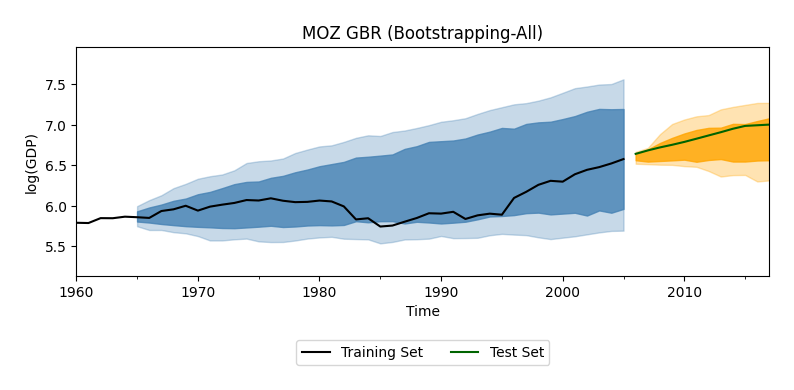 MOZ GBR (Bootstrapping-All)
log(GDP)
7.5
7.0
6.5
6.0
5.5
1960 1970 1980 1990 2000 2010
Time
Training Set Test Set